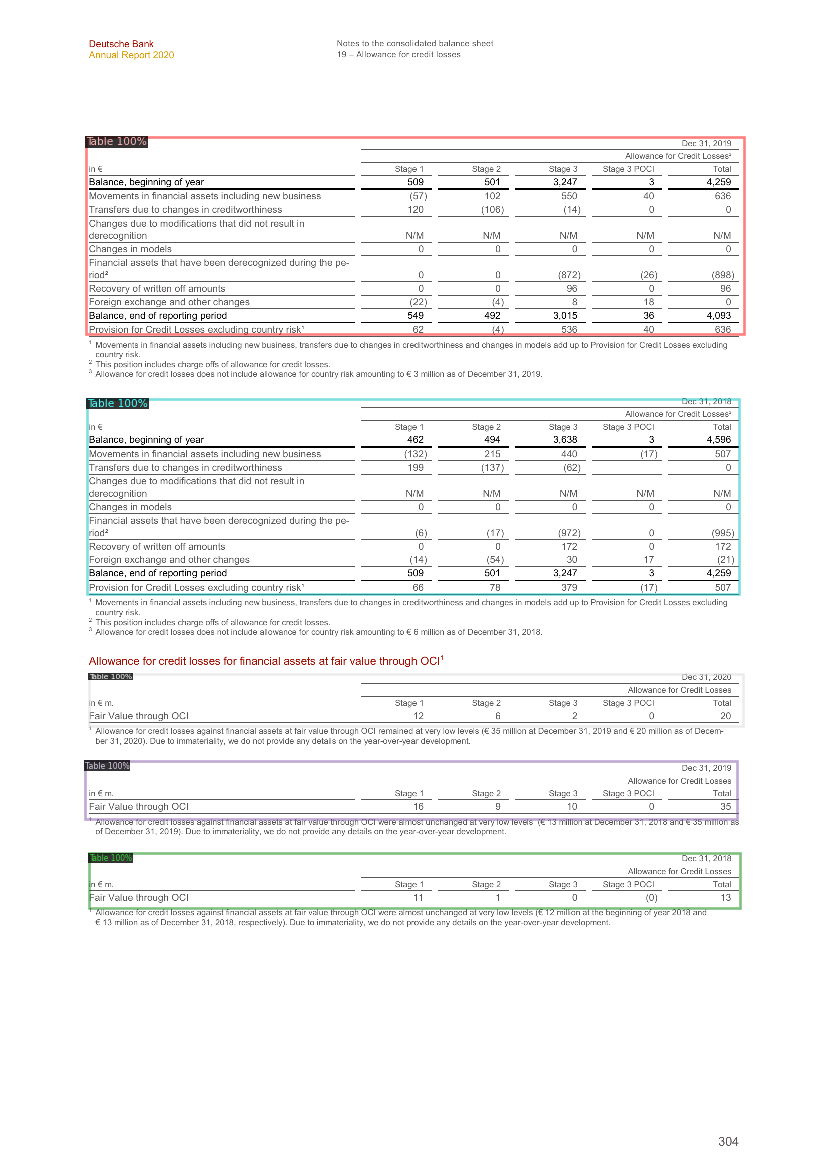 Deutsche Bank
Annual Report 2020
Notes to the consolidated balance sheet
19 – Allowance for credit losses
Table 100%
Dec 31, 2019
Allowance for Credit Losses³
in € Stage 1 Stage 2 Stage 3 Stage 3 POCI Total
Balance, beginning of year 509 501 3,247 3 4,259
Movements in financial assets including new business (57) 102 550 40 636
Transfers due to changes in creditworthiness 120 (106) (14) 0 0
Changes due to modifications that did not result in
derecognition N/M N/M N/M N/M N/M
Changes in models 0 0 0 0 0
Financial assets that have been derecognized during the pe-
riod² 0 0 (872) (26) (898)
Recovery of written off amounts 0 0 96 0 96
Foreign exchange and other changes (22) (4) 8 18 0
Balance, end of reporting period 549 492 3,015 36 4,093
Provision for Credit Losses excluding country risk¹ 62 (4) 536 40 636
¹ Movements in financial assets including new business, transfers due to changes in creditworthiness and changes in models add up to Provision for Credit Losses excluding
country risk.
² This position includes charge offs of allowance for credit losses.
³ Allowance for credit losses does not include allowance for country risk amounting to € 3 million as of December 31, 2019.
Table 100%
Dec 31, 2018
Allowance for Credit Losses³
in € Stage 1 Stage 2 Stage 3 Stage 3 POCI Total
Balance, beginning of year 462 494 3,638 3 4,596
Movements in financial assets including new business (132) 215 440 (17) 507
Transfers due to changes in creditworthiness 199 (137) (62) 0
Changes due to modifications that did not result in
derecognition N/M N/M N/M N/M N/M
Changes in models 0 0 0 0 0
Financial assets that have been derecognized during the pe-
riod² (6) (17) (972) 0 (995)
Recovery of written off amounts 0 0 172 0 172
Foreign exchange and other changes (14) (54) 30 17 (21)
Balance, end of reporting period 509 501 3,247 3 4,259
Provision for Credit Losses excluding country risk¹ 66 78 379 (17) 507
¹ Movements in financial assets including new business, transfers due to changes in creditworthiness and changes in models add up to Provision for Credit Losses excluding
country risk.
² This position includes charge offs of allowance for credit losses.
³ Allowance for credit losses does not include allowance for country risk amounting to € 6 million as of December 31, 2018.
Allowance for credit losses for financial assets at fair value through OCI¹
Table 100%
Dec 31, 2020
Allowance for Credit Losses
in € m. Stage 1 Stage 2 Stage 3 Stage 3 POCI Total
Fair Value through OCI 12 6 2 0 20
¹ Allowance for credit losses against financial assets at fair value through OCI remained at very low levels (€ 35 million at December 31, 2019 and € 20 million as of Decem-
ber 31, 2020). Due to immateriality, we do not provide any details on the year-over-year development.
Table 100%
Dec 31, 2019
Allowance for Credit Losses
in € m. Stage 1 Stage 2 Stage 3 Stage 3 POCI Total
Fair Value through OCI 16 9 10 0 35
¹ Allowance for credit losses against financial assets at fair value through OCI were almost unchanged at very low levels (€ 13 million at December 31, 2018 and € 35 million as
of December 31, 2019). Due to immateriality, we do not provide any details on the year-over-year development.
Table 100%
Dec 31, 2018
Allowance for Credit Losses
in € m. Stage 1 Stage 2 Stage 3 Stage 3 POCI Total
Fair Value through OCI 11 1 0 (0) 13
¹ Allowance for credit losses against financial assets at fair value through OCI were almost unchanged at very low levels (€ 12 million at the beginning of year 2018 and
€ 13 million as of December 31, 2018, respectively). Due to immateriality, we do not provide any details on the year-over-year development.
304